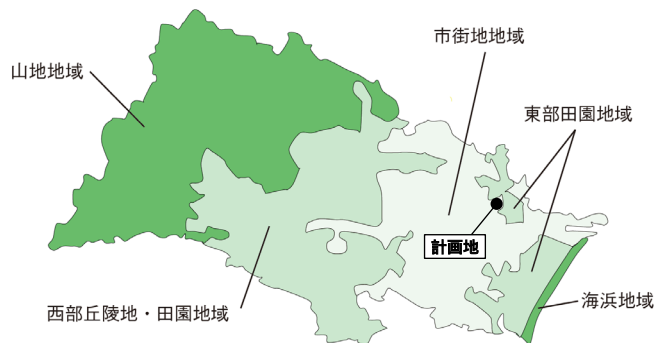 市街地地域
山地地域
東部田園地域
計画地
海浜地域
西部丘陵地・田園地域